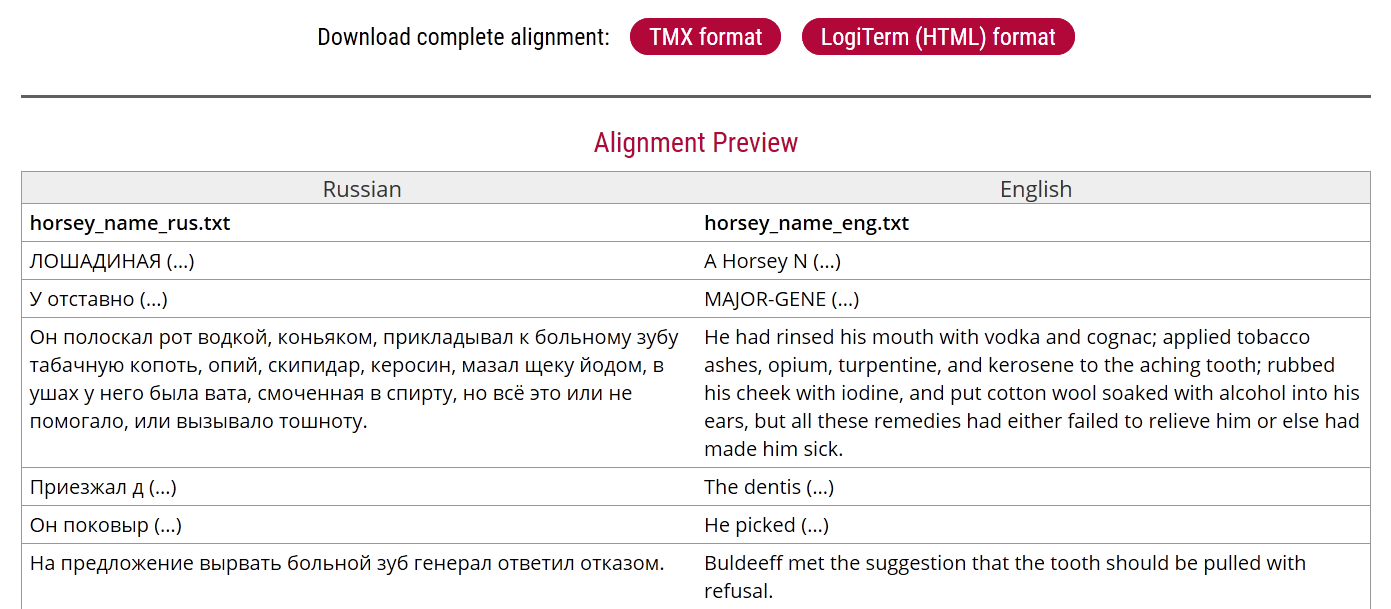 Download complete alignment: TMX format LogiTerm (HTML) format
Alignment Preview
Russian English
horsey_name_rus.txt horsey_name_eng.txt
ЛОШАДИНАЯ (...) A Horsey N (...)
У отставно (...) MAJOR-GENE (...)
Он полоскал рот водкой, коньяком, прикладывал к больному зубу
табачную копоть, опий, скипидар, керосин, мазал щеку йодом, в
ушах у него была вата, смоченная в спирту, но всё это или не
помогало, или вызывало тошноту.
He had rinsed his mouth with vodka and cognac; applied tobacco
ashes, opium, turpentine, and kerosene to the aching tooth; rubbed
his cheek with iodine, and put cotton wool soaked with alcohol into his
ears, but all these remedies had either failed to relieve him or else had
made him sick.
Приезжал д (...) The dentis (...)
Он поковыр (...) He picked (...)
На предложение вырвать больной зуб генерал ответил отказом.
Buldeeff met the suggestion that the tooth should be pulled with
refusal.